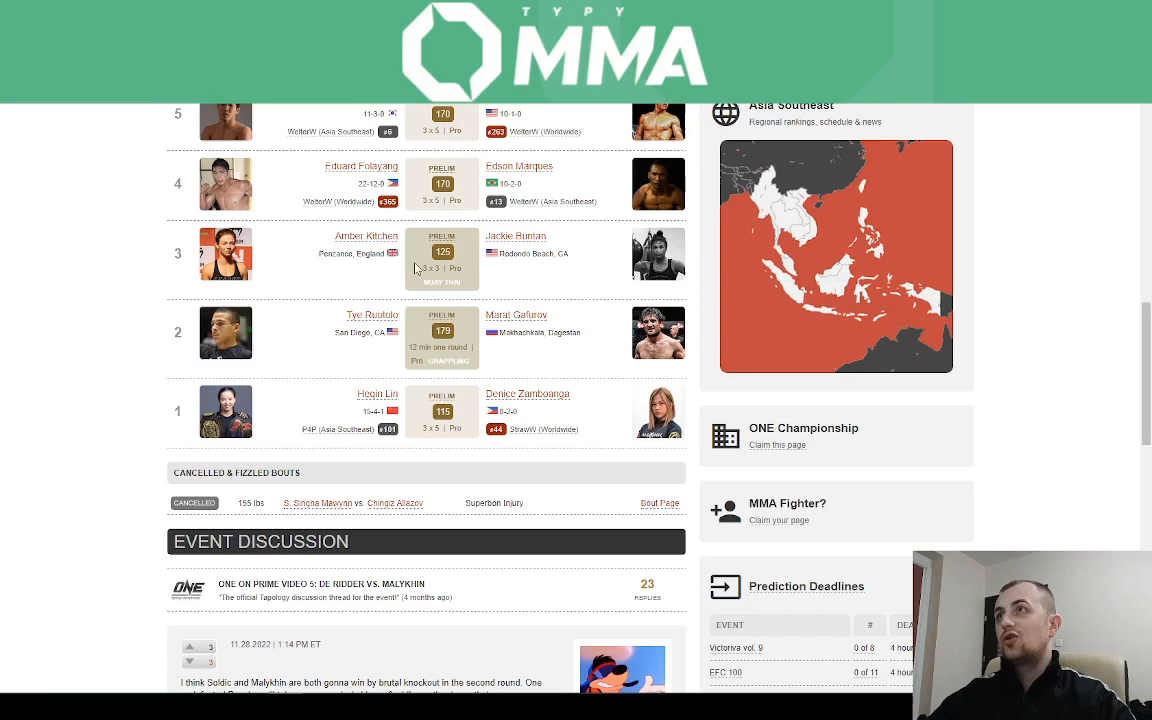 TYPY
MMA
5
11-3-0
170
10-1-0
WelterW (Asia Southeast) #6
3 x 5 | Pro
#263 WelterW (Worldwide)
Eduard Folayang
PRELIM
Edson Marques
4
22-12-0
170
10-2-0
WelterW (Worldwide) #365
3 x 5 | Pro
#13 WelterW (Asia Southeast)
Amber Kitchen
PRELIM
Jackie Buntan
3
Penzance, England
125
Redondo Beach, CA
3 x 3 | Pro
MUAY THAI
Tye Ruotolo
PRELIM
Marat Gafurov
2
San Diego, CA
179
Makhachkala, Dagestan
12 min one round |
Pro GRAPPLING
Heqin Lin
PRELIM
Denice Zamboanga
1
15-4-1
115
8-2-0
P4P (Asia Southeast) #101
3 x 5 | Pro
#44 StrawW (Worldwide)
CANCELLED & FIZZLED BOUTS
CANCELLED 155 lbs S. Singha Mawynn vs. Chingiz Allazov Superbon Injury Bout Page
EVENT DISCUSSION
ONE ON PRIME VIDEO 5: DE RIDDER VS. MALYKHIN
"The official Tapology discussion thread for the event!" (4 months ago)
23
REPLIES
3
3
11.28.2022 | 1:14 PM ET
I think Soldic and Malykhin are both gonna win by brutal knockout in the second round. One
Asia Southeast
Regional rankings, schedule & news
ONE Championship
Claim this page
MMA Fighter?
Claim your page
Prediction Deadlines
EVENT # DEA
Victoriva vol. 9 0 of 8 4 hour
EFC 100 0 of 11 4 hour